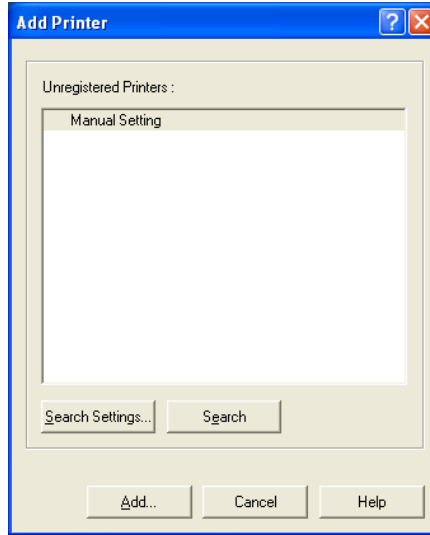 Add Printer
Unregistered Printers :
Manual Setting
Search Settings... Search
Add... Cancel Help